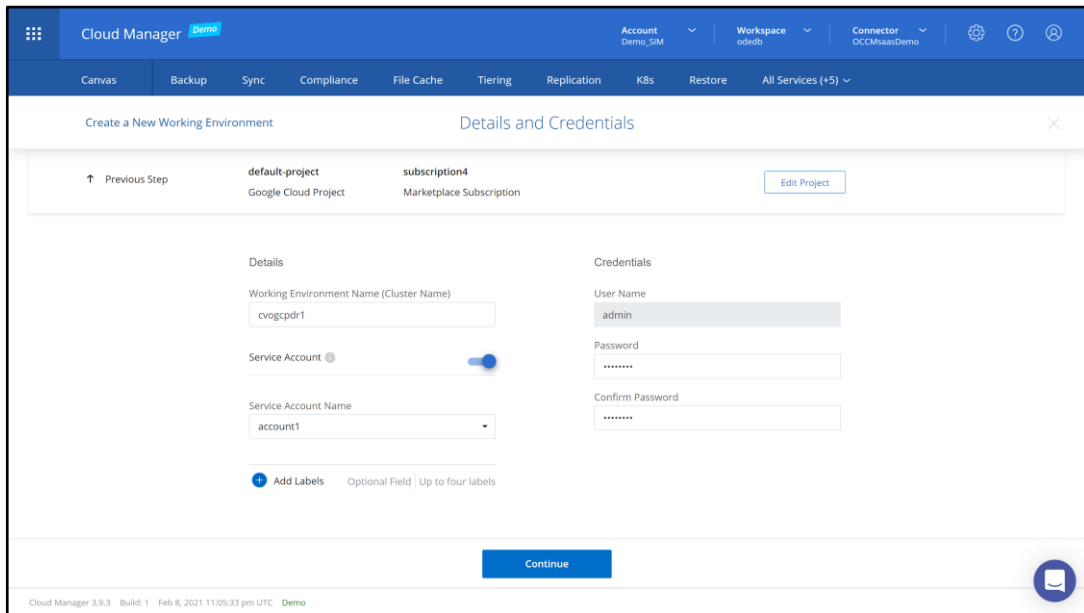 Cloud Manager Demo
Account
Demo_SIM
Workspace
odedb
Connector
OCCMsaasDemo
Canvas Backup Sync Compliance File Cache Tiering Replication K8s Restore All Services (+5)
Create a New Working Environment
Details and Credentials
Previous Step
default-project
Google Cloud Project
subscription4
Marketplace Subscription
Edit Project
Details
Working Environment Name (Cluster Name)
cvogcpdr1
Service Account
Service Account Name
account1
Add Labels Optional Field | Up to four labels
Credentials
User Name
admin
Password
••••••••
Confirm Password
••••••••
Continue
Cloud Manager 3.9.3 Build: 1 Feb 8, 2021 11:05:33 pm UTC Demo